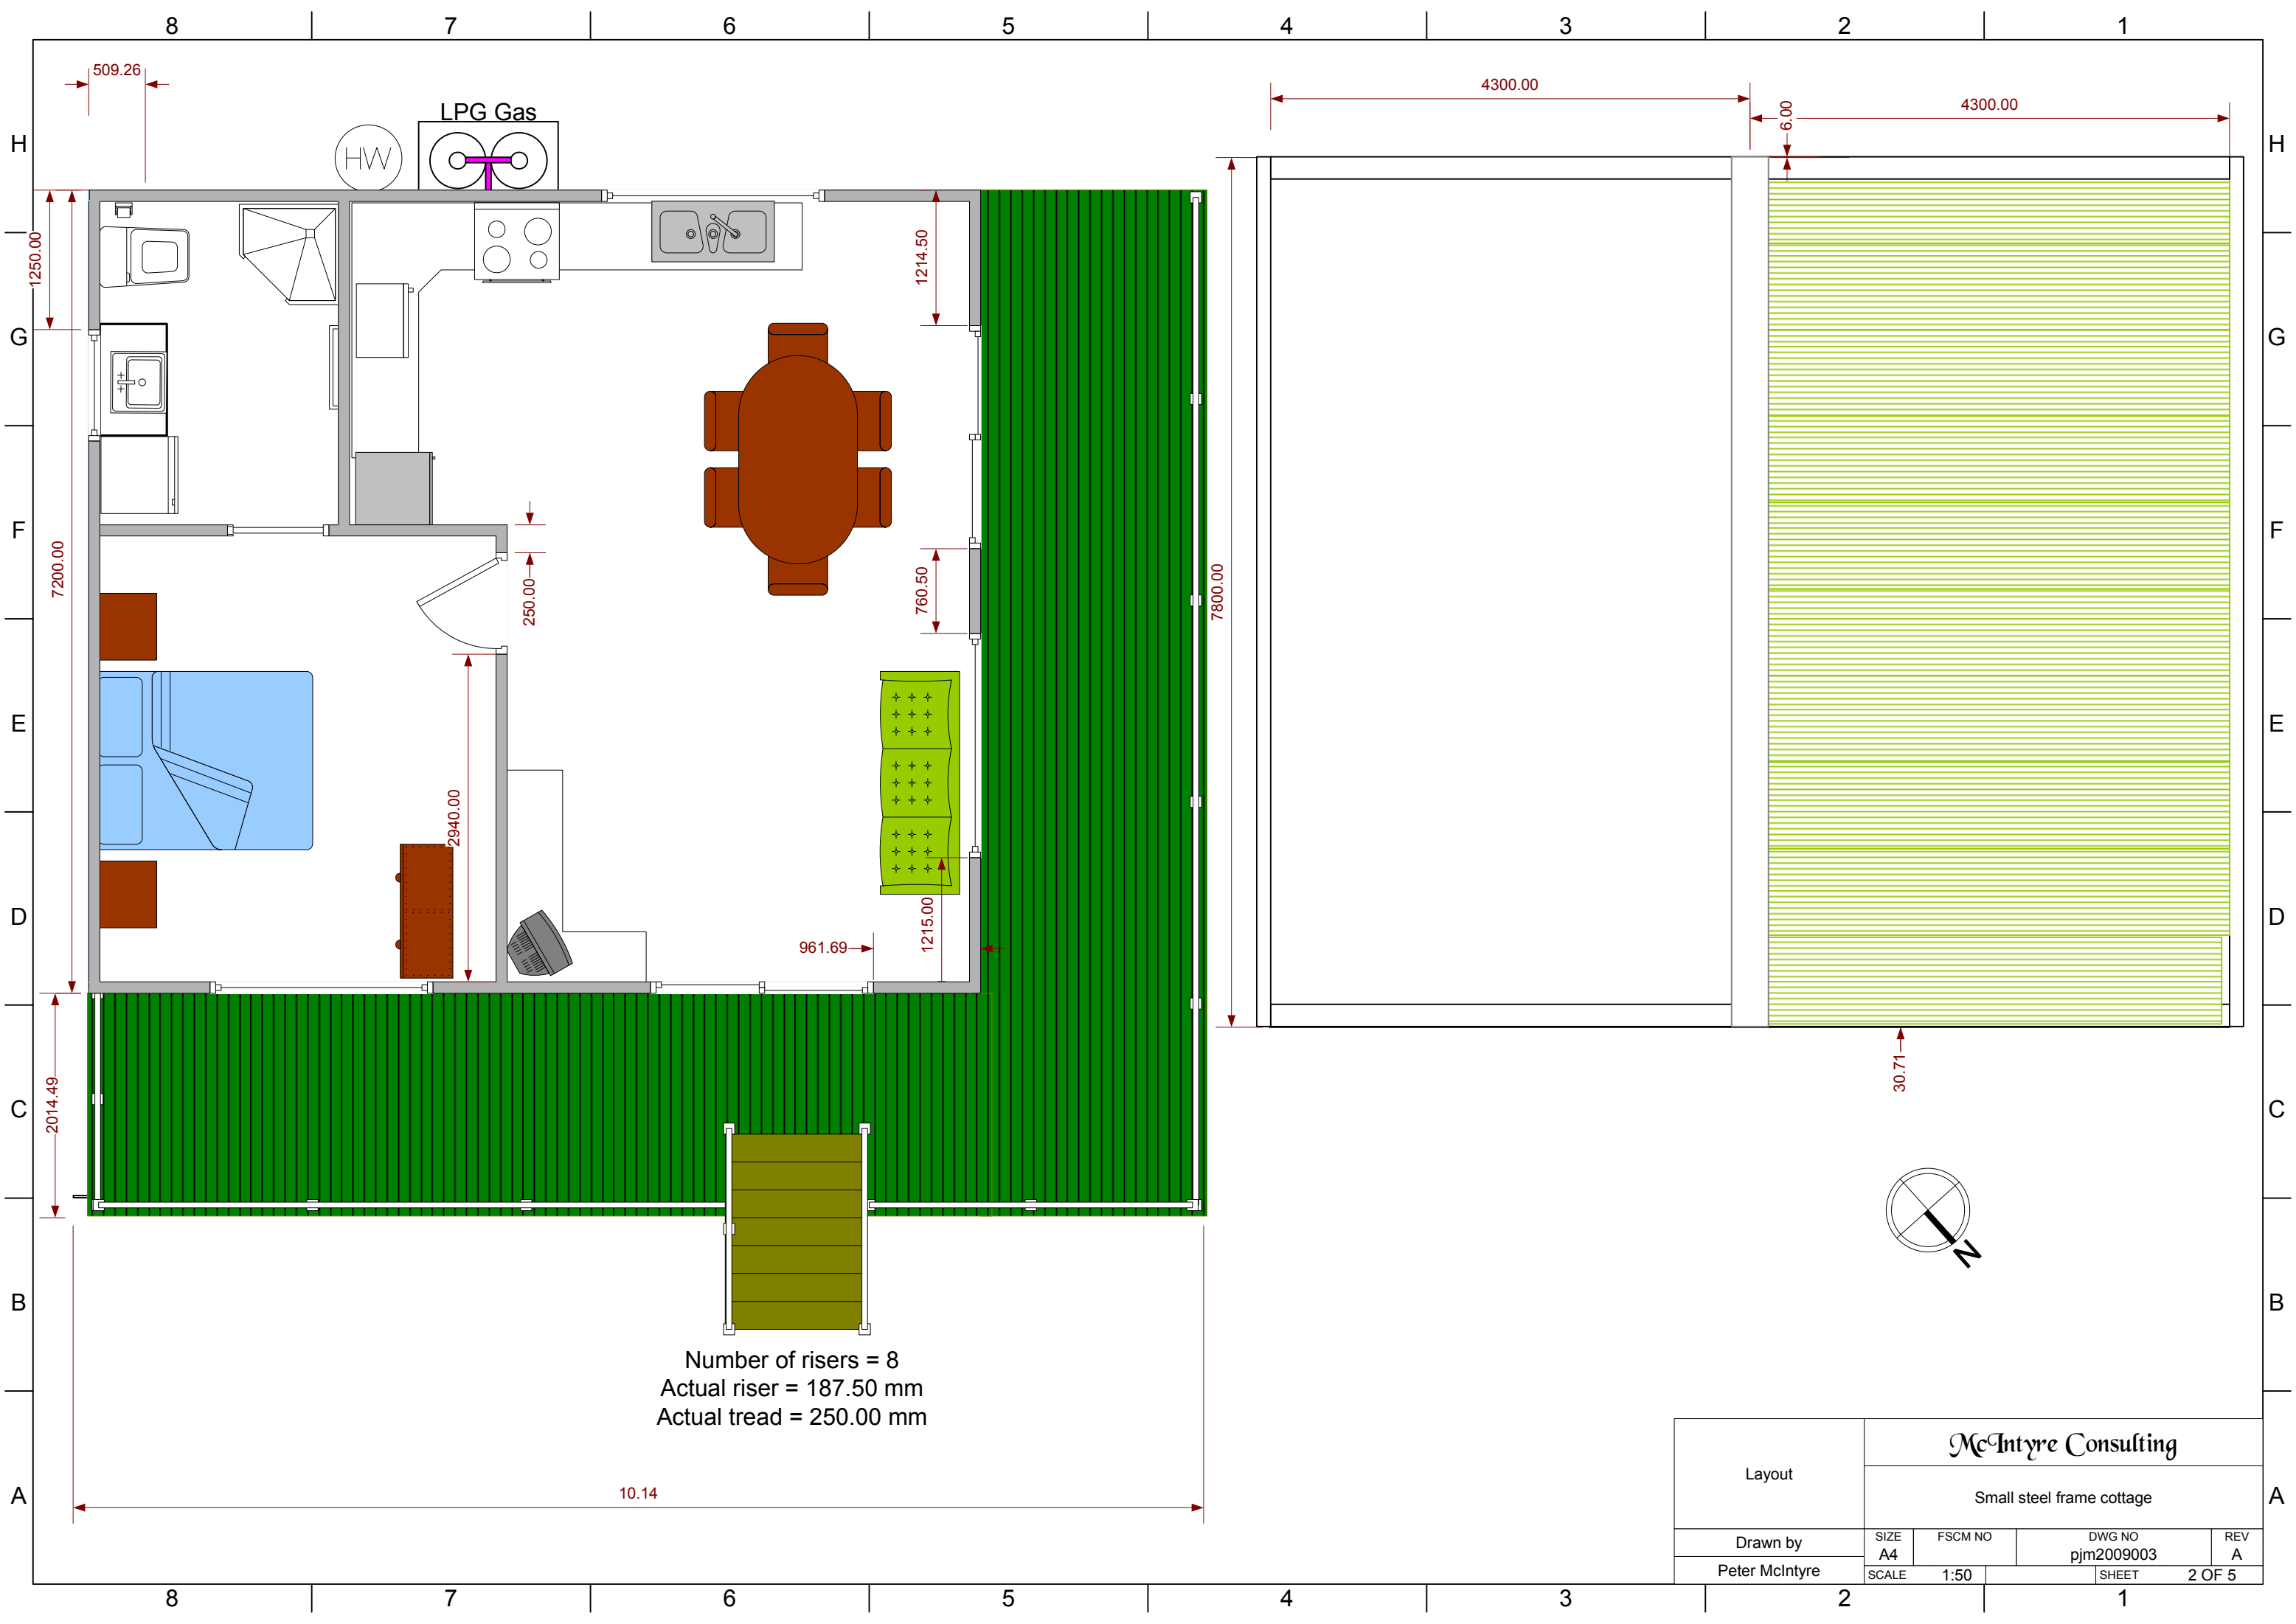 8 7 6 5 4 3 2 1
509.26
4300.00
4300.00
6.00
LPG Gas
HW
H H
1250.00
1214.50
G G
F F
7200.00
250.00
760.50
7800.00
E E
2940.00
D D
961.69
1215.00
C C
2014.49
30.71
N
B B
Number of risers = 8
Actual riser = 187.50 mm
Actual tread = 250.00 mm
10.14
A A
Layout
McIntyre Consulting
Small steel frame cottage
Drawn by
Peter McIntyre
SIZE FSCM NO DWG NO REV
A4 pjm2009003 A
SCALE 1:50 SHEET 2 OF 5
8 7 6 5 4 3 2 1